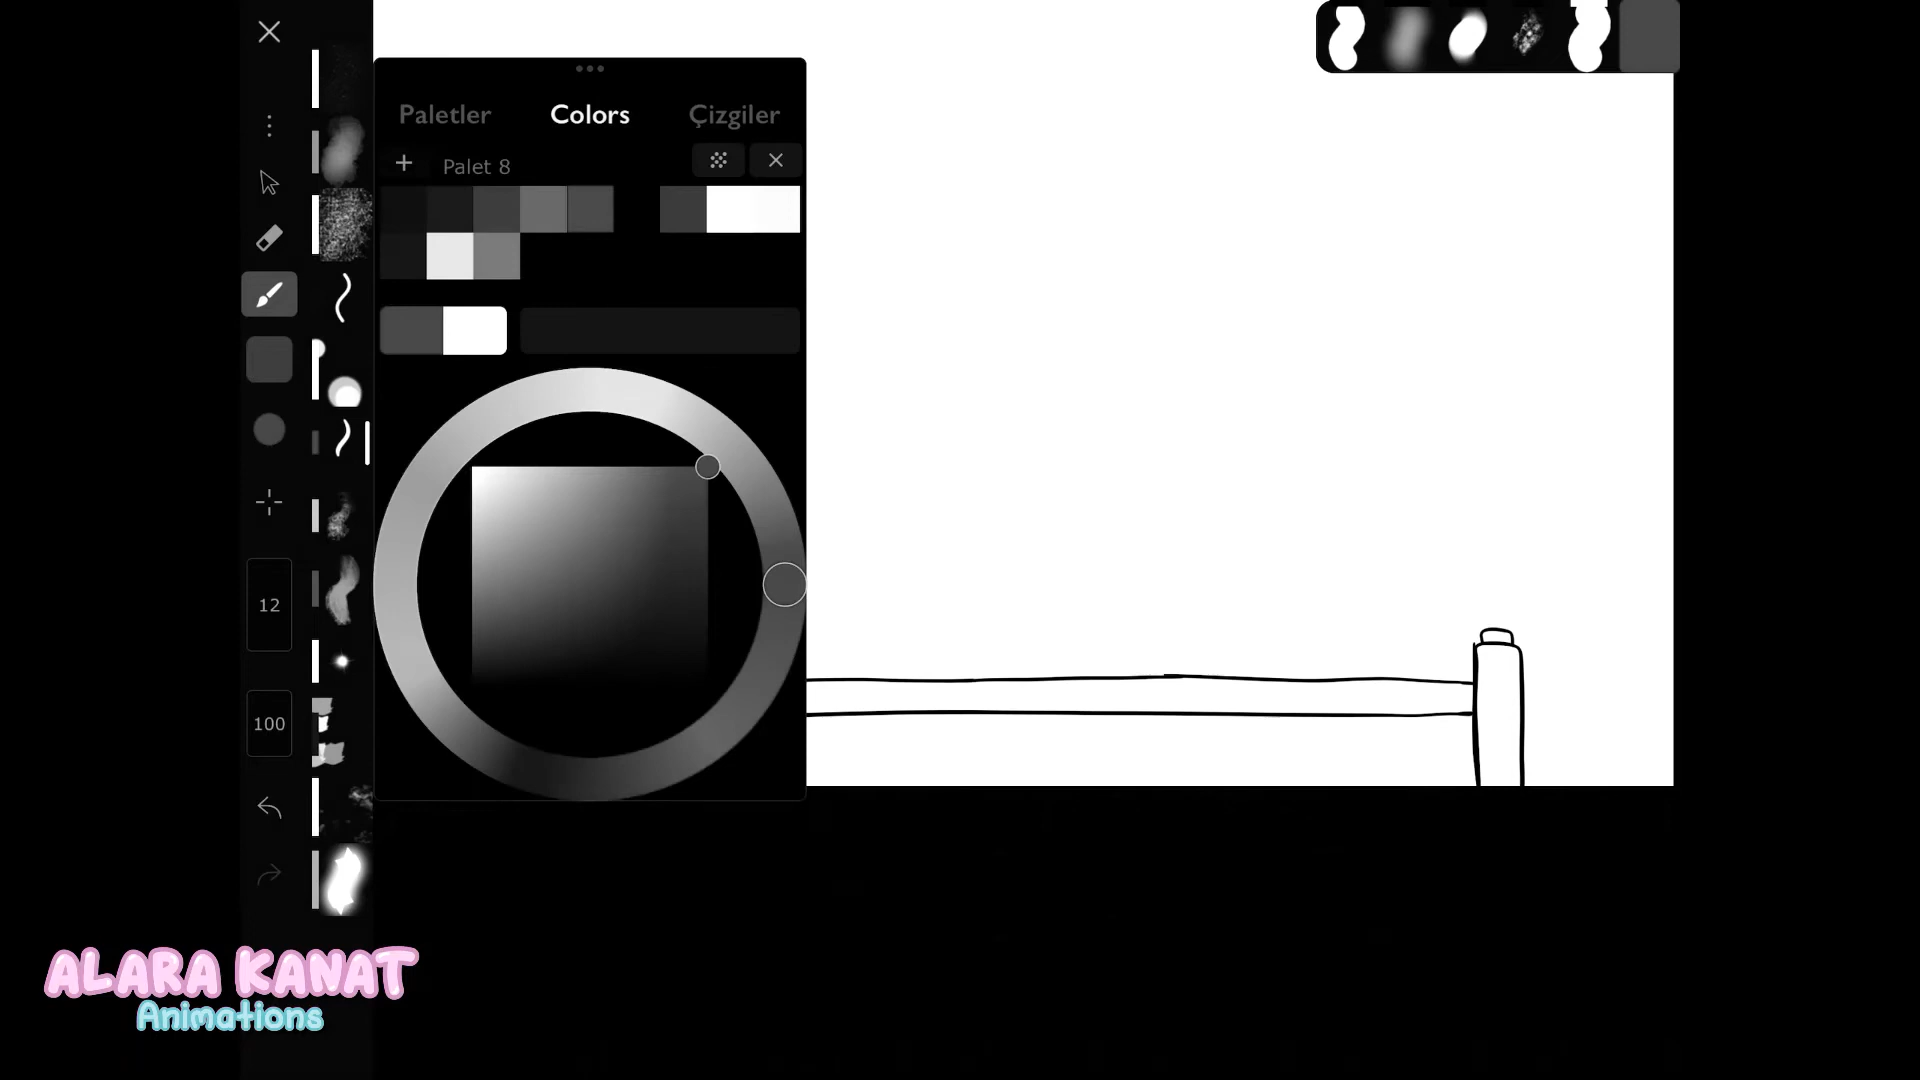 Paletler Colors Çizgiler
Palet 8
12
100
ALARA KANAT
Animations